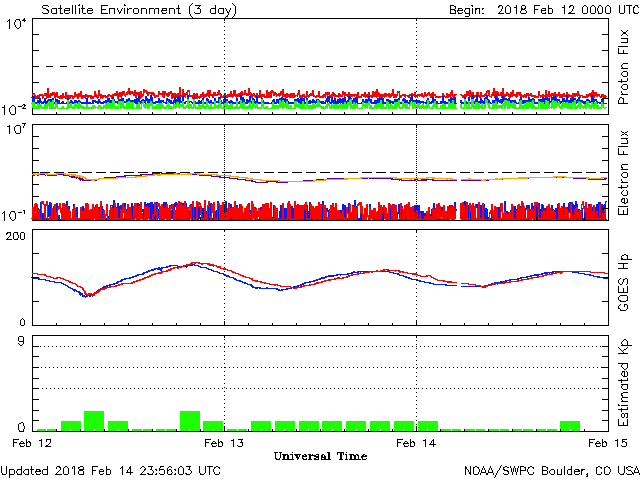 Satellite Environment (3 day) Begin: 2018 Feb 12 0000 UTC
10⁴
Proton Flux
10⁻²
10⁷
Electron Flux
10⁻¹
200
GOES Hp
0
9
Estimated Kp
0
Feb 12 Feb 13 Feb 14 Feb 15
Universal Time
Updated 2018 Feb 14 23:56:03 UTC NOAA/SWPC Boulder, CO USA